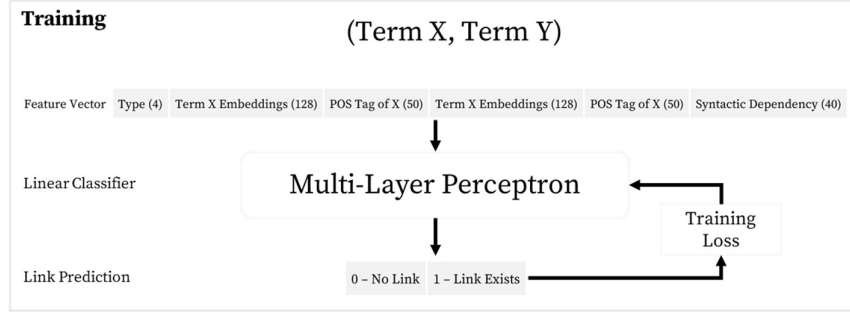 Training
(Term X, Term Y)
Feature Vector Type (4) Term X Embeddings (128) POS Tag of X (50) Term X Embeddings (128) POS Tag of X (50) Syntactic Dependency (40)
Linear Classifier
Multi-Layer Perceptron
Training
Loss
Link Prediction
0 – No Link 1 – Link Exists